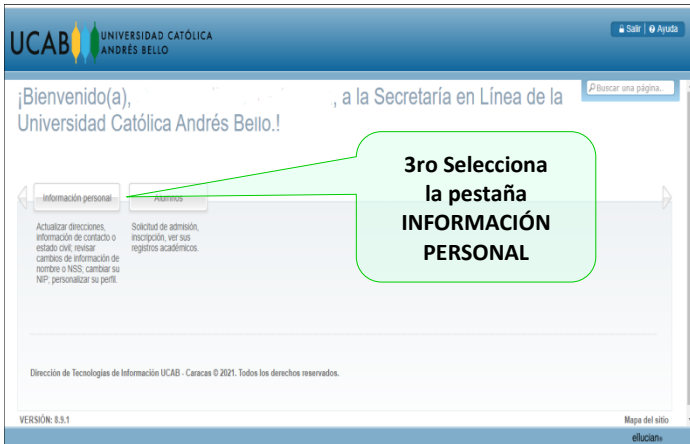 UCAB UNIVERSIDAD CATÓLICA
ANDRÉS BELLO
Salir | Ayuda
Buscar una página..
¡Bienvenido(a), , a la Secretaría en Línea de la
Universidad Católica Andrés Bello.!
3ro Selecciona
la pestaña
INFORMACIÓN
PERSONAL
Información personal
Alumnos
Actualizar direcciones,
información de contacto o
estado civil; revisar
cambios de información de
nombre o NSS; cambiar su
NIP; personalizar su perfil.
Solicitud de admisión,
inscripción, ver sus
registros académicos.
Dirección de Tecnologías de Información UCAB - Caracas © 2021. Todos los derechos reservados.
VERSIÓN: 8.9.1
Mapa del sitio
ellucian®